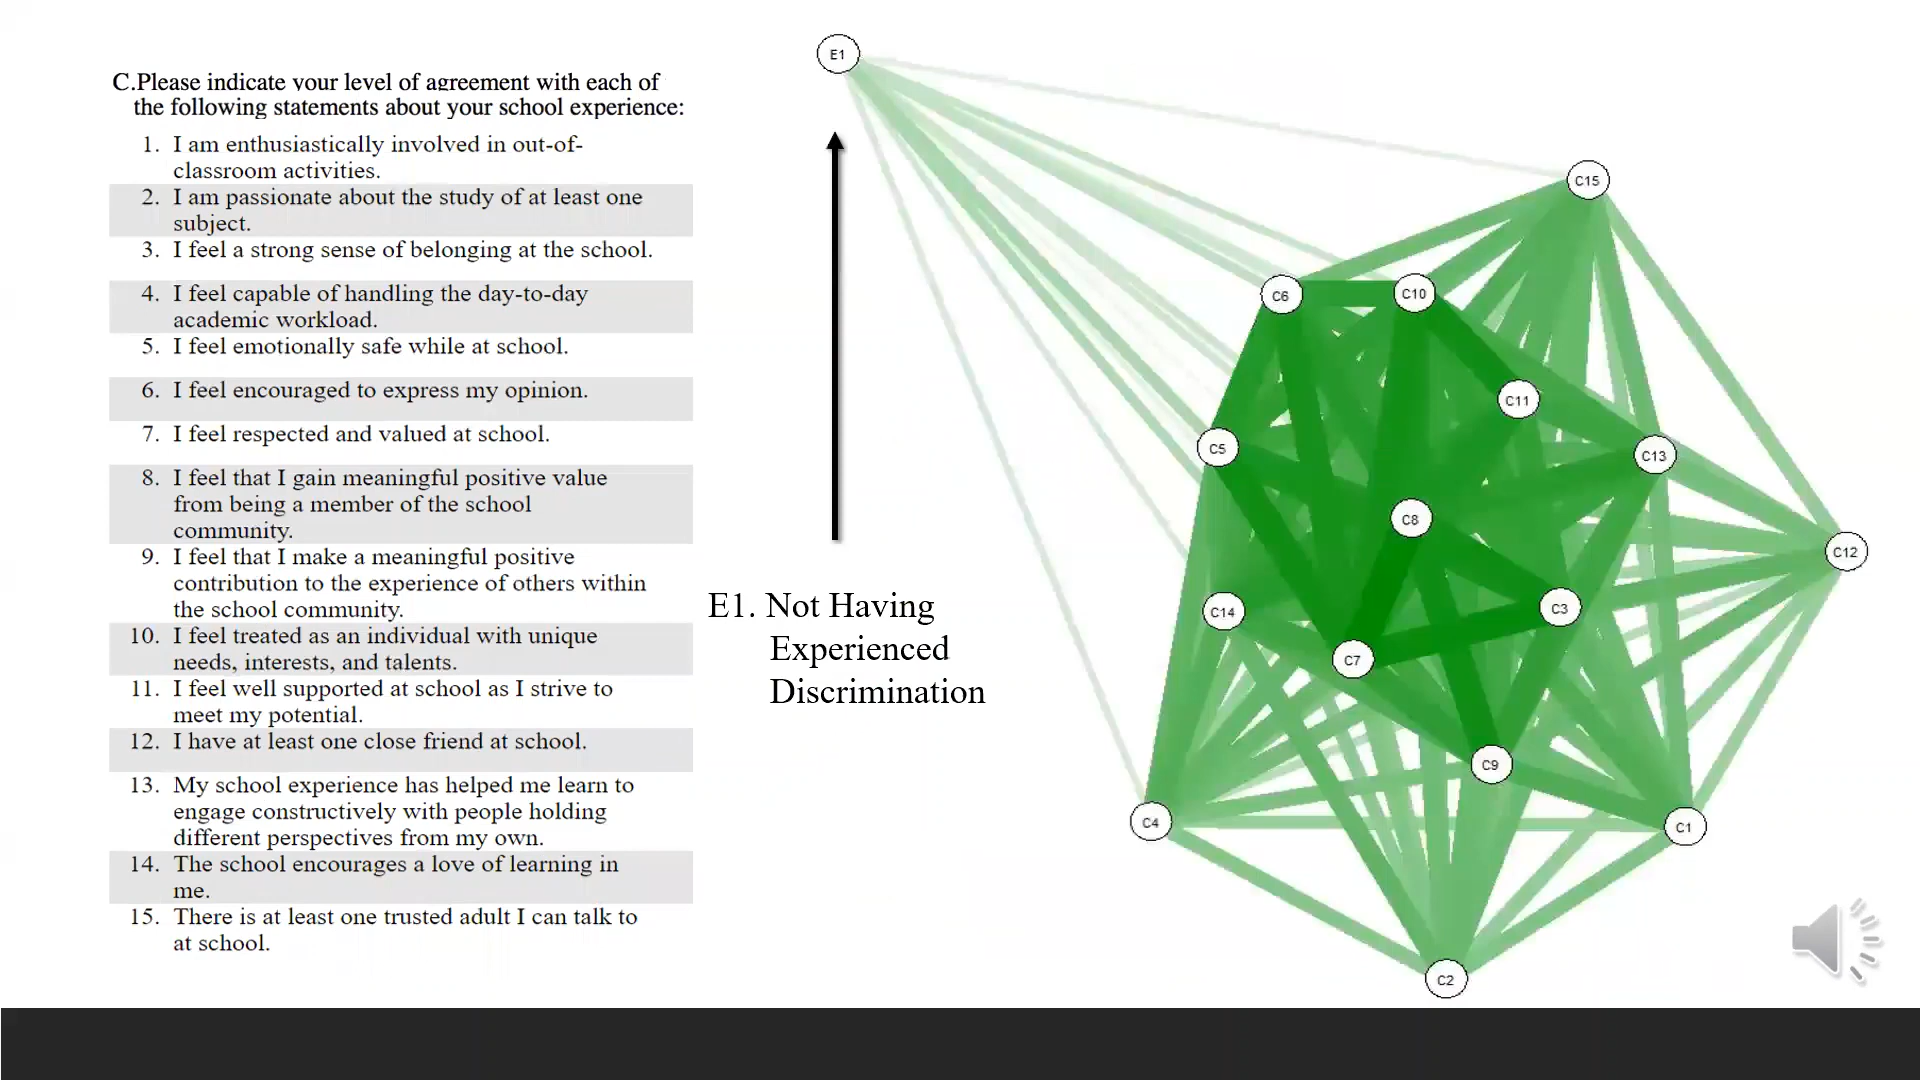 C.Please indicate your level of agreement with each of
the following statements about your school experience:
1. I am enthusiastically involved in out-of-
classroom activities.
2. I am passionate about the study of at least one
subject.
3. I feel a strong sense of belonging at the school.
4. I feel capable of handling the day-to-day
academic workload.
5. I feel emotionally safe while at school.
6. I feel encouraged to express my opinion.
7. I feel respected and valued at school.
8. I feel that I gain meaningful positive value
from being a member of the school
community.
9. I feel that I make a meaningful positive
contribution to the experience of others within
the school community.
10. I feel treated as an individual with unique
needs, interests, and talents.
11. I feel well supported at school as I strive to
meet my potential.
12. I have at least one close friend at school.
13. My school experience has helped me learn to
engage constructively with people holding
different perspectives from my own.
14. The school encourages a love of learning in
me.
15. There is at least one trusted adult I can talk to
at school.
E1. Not Having
Experienced
Discrimination
E1
C15
C6
C10
C11
C5
C13
C8
C12
C14
C3
C7
C9
C4
C1
C2